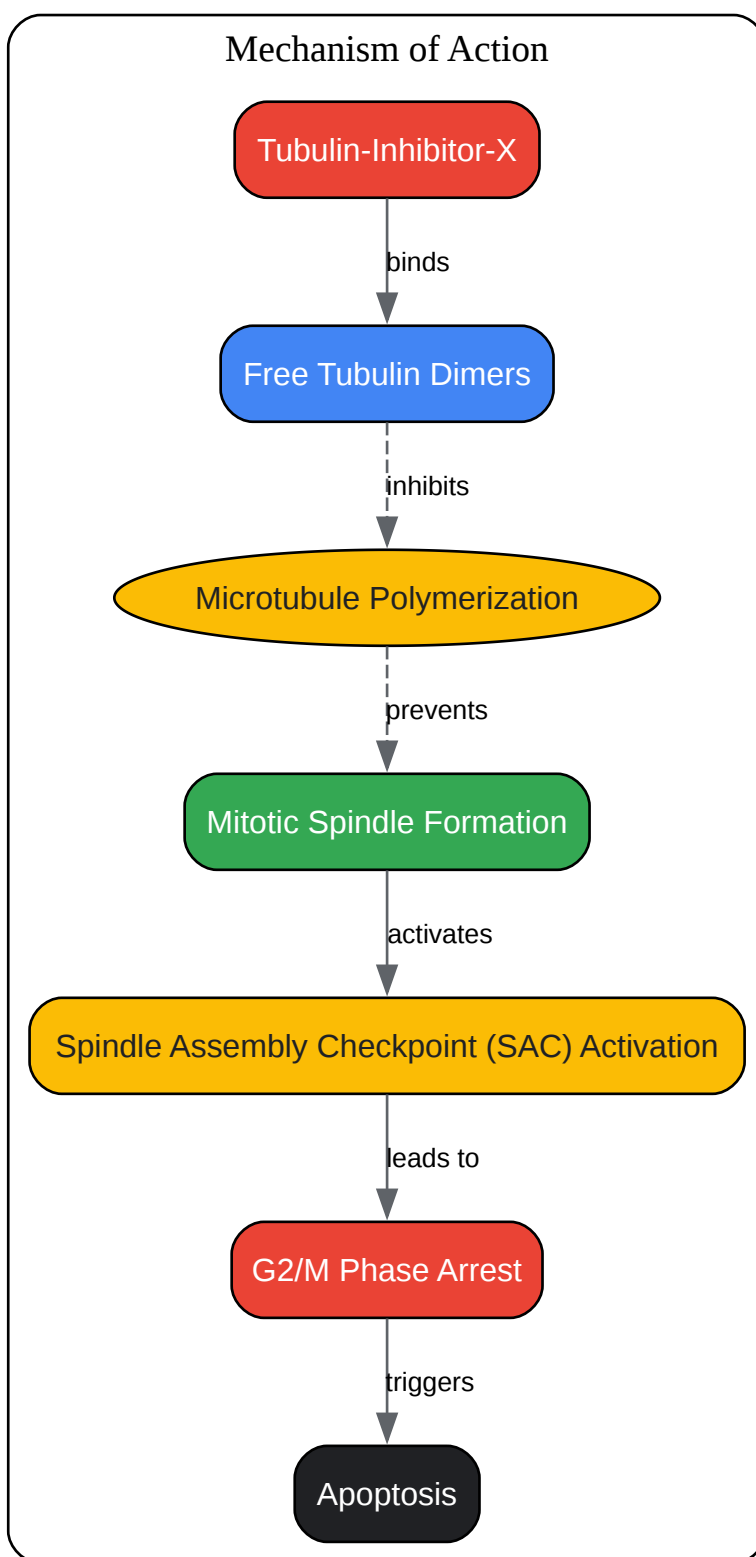 Mechanism of Action
Tubulin-Inhibitor-X
binds
Free Tubulin Dimers
inhibits
Microtubule Polymerization
prevents
Mitotic Spindle Formation
activates
Spindle Assembly Checkpoint (SAC) Activation
leads to
G2/M Phase Arrest
triggers
Apoptosis